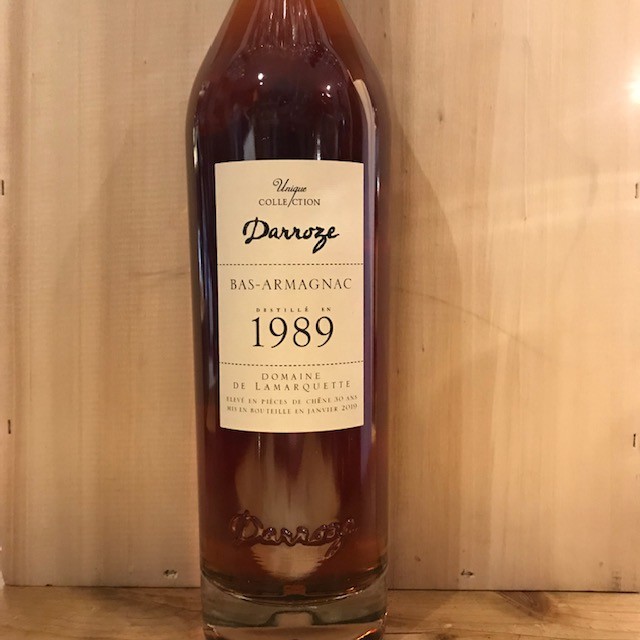 Unique
COLLECTION
Darroze
BAS-ARMAGNAC
DISTILLÉ EN
1989
DOMAINE
DE LAMARQUETTE
ÉLEVÉ EN PIÈCES DE CHÊNE 30 ANS
MIS EN BOUTEILLE EN JANVIER 2019
Darroze